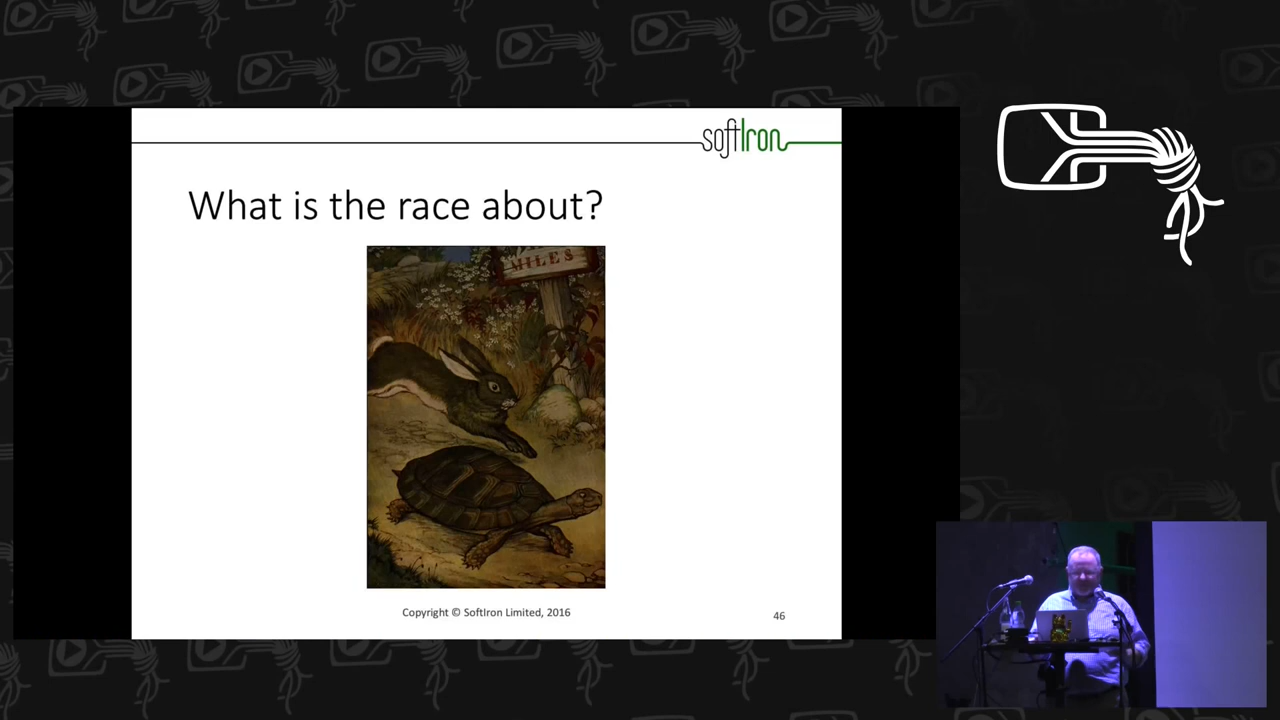 softIron
What is the race about?
MILES
Copyright © SoftIron Limited, 2016
46